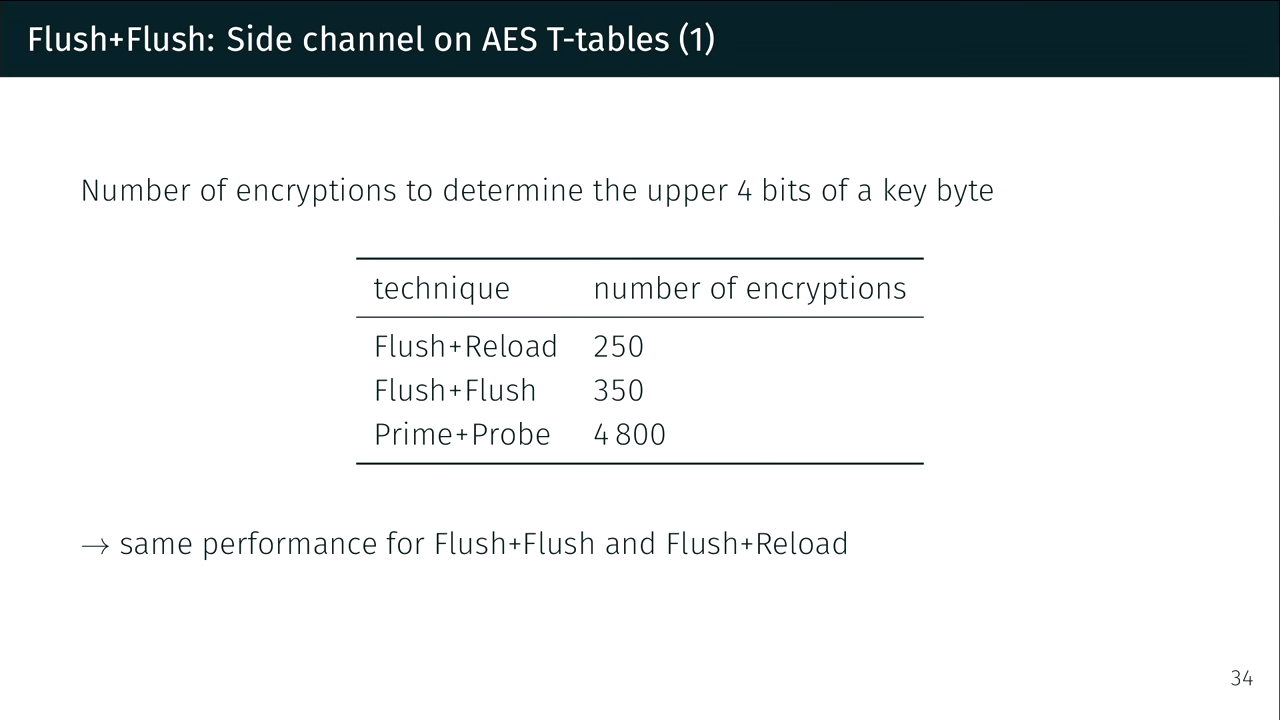 Flush+Flush: Side channel on AES T-tables (1)
Number of encryptions to determine the upper 4 bits of a key byte
technique number of encryptions
Flush+Reload 250
Flush+Flush 350
Prime+Probe 4 800
→ same performance for Flush+Flush and Flush+Reload
34